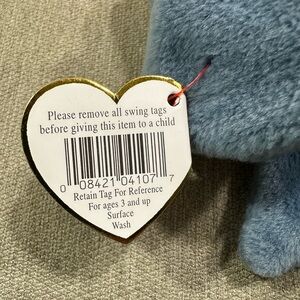 Please remove all swing tags
before giving this item to a child
0 08421 04107 7
Retain Tag For Reference
For ages 3 and up
Surface
Wash